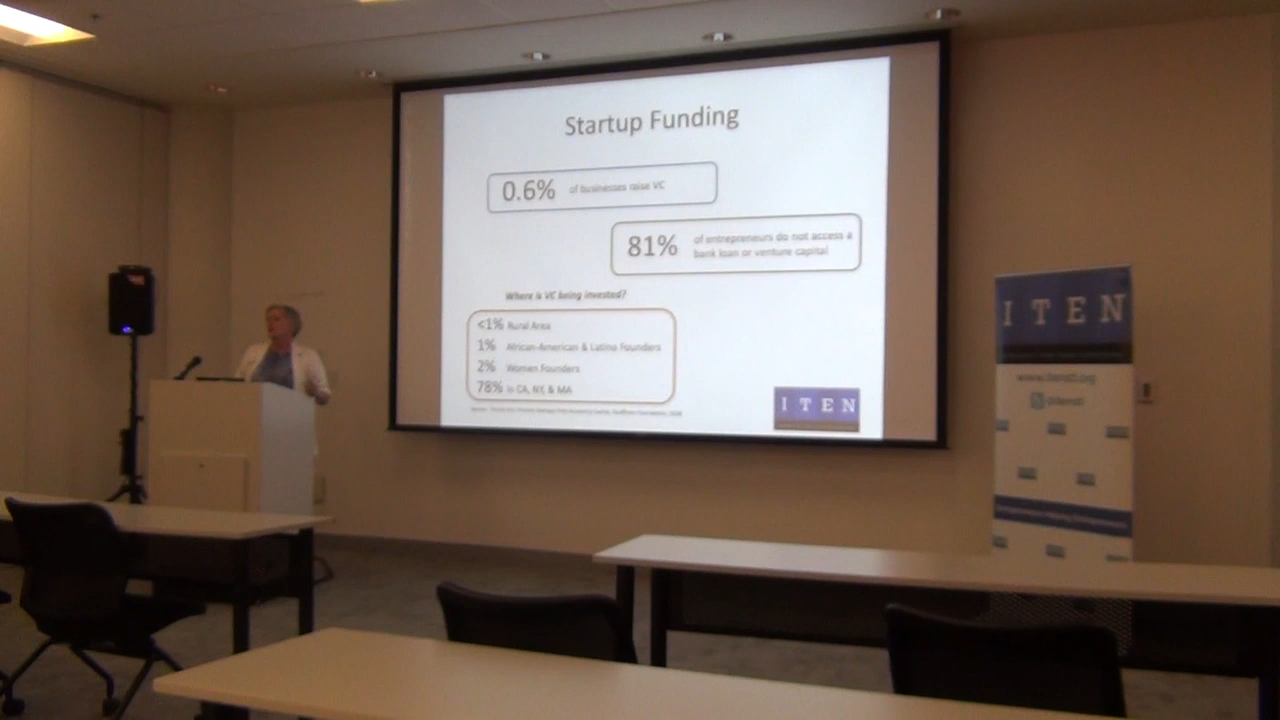 Startup Funding
0.6% of businesses raise VC
81% of entrepreneurs do not access a
bank loan or venture capital
Where is VC being invested?
<1% Rural Area
1% African-American & Latino Founders
2% Women Founders
78% in CA, NY, & MA
ITEN
ITEN
www.itenstl.org
@itenstl